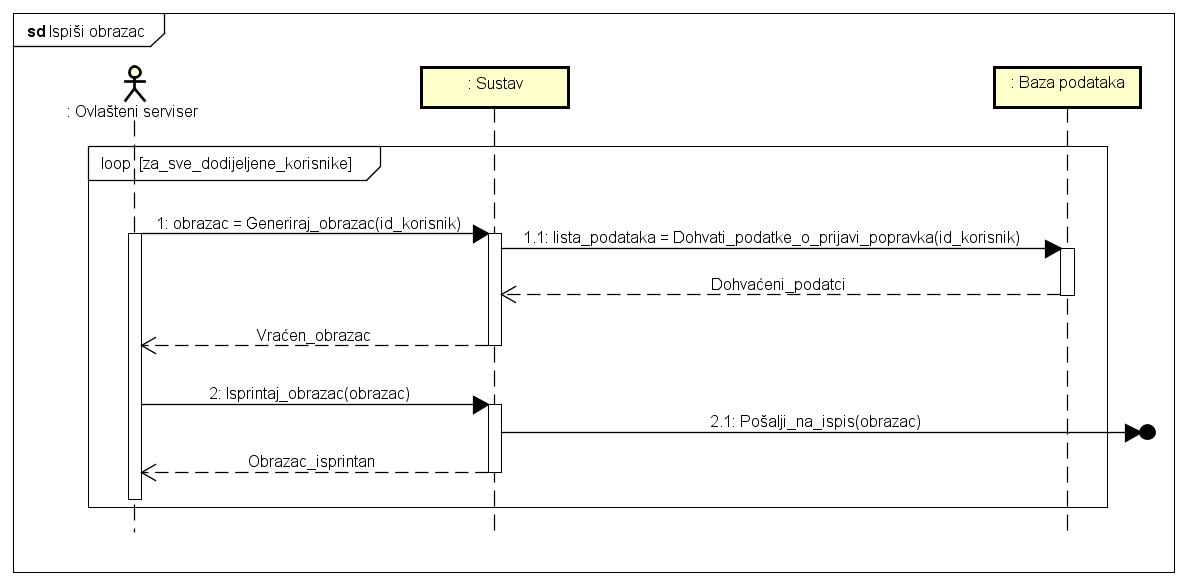 sd Ispiši obrazac
: Ovlašteni serviser
: Sustav
: Baza podataka
loop [za_sve_dodijeljene_korisnike]
1: obrazac = Generiraj_obrazac(id_korisnik)
1.1: lista_podataka = Dohvati_podatke_o_prijavi_popravka(id_korisnik)
Dohvaćeni_podatci
Vraćen_obrazac
2: Isprintaj_obrazac(obrazac)
2.1: Pošalji_na_ispis(obrazac)
Obrazac_isprintan